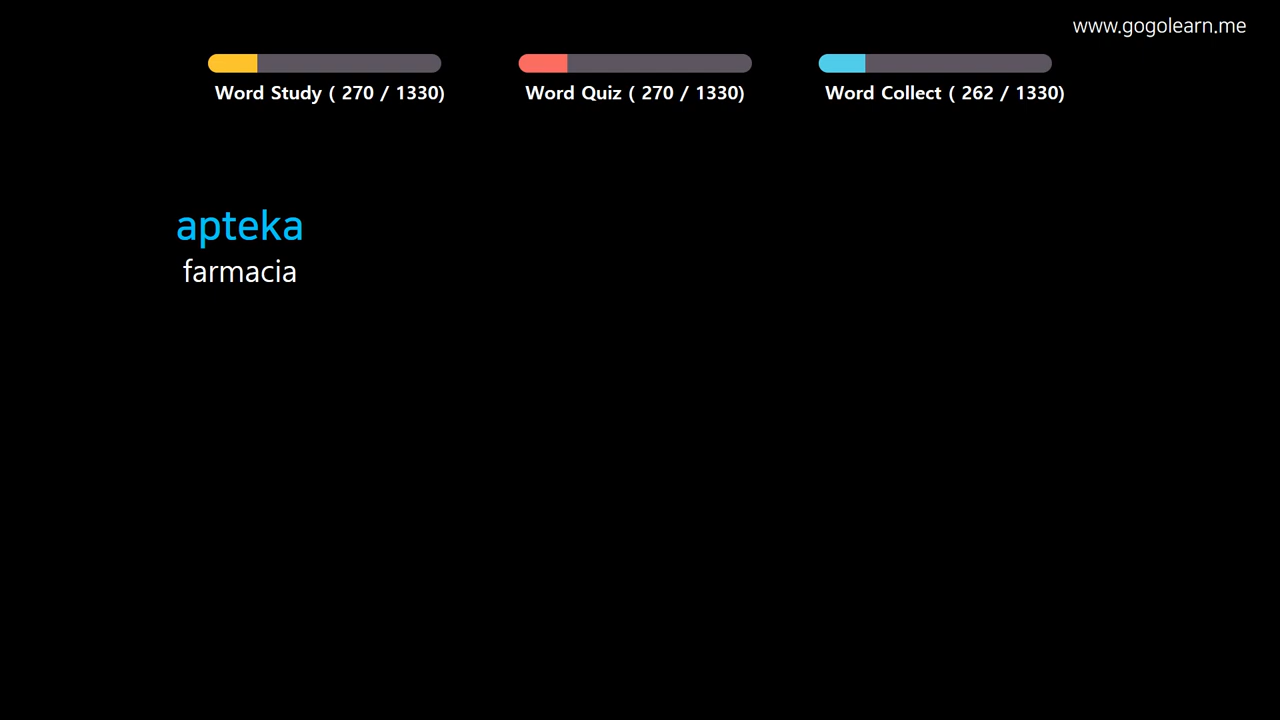 www.gogolearn.me
Word Study ( 270 / 1330)
Word Quiz ( 270 / 1330)
Word Collect ( 262 / 1330)
apteka
farmacia